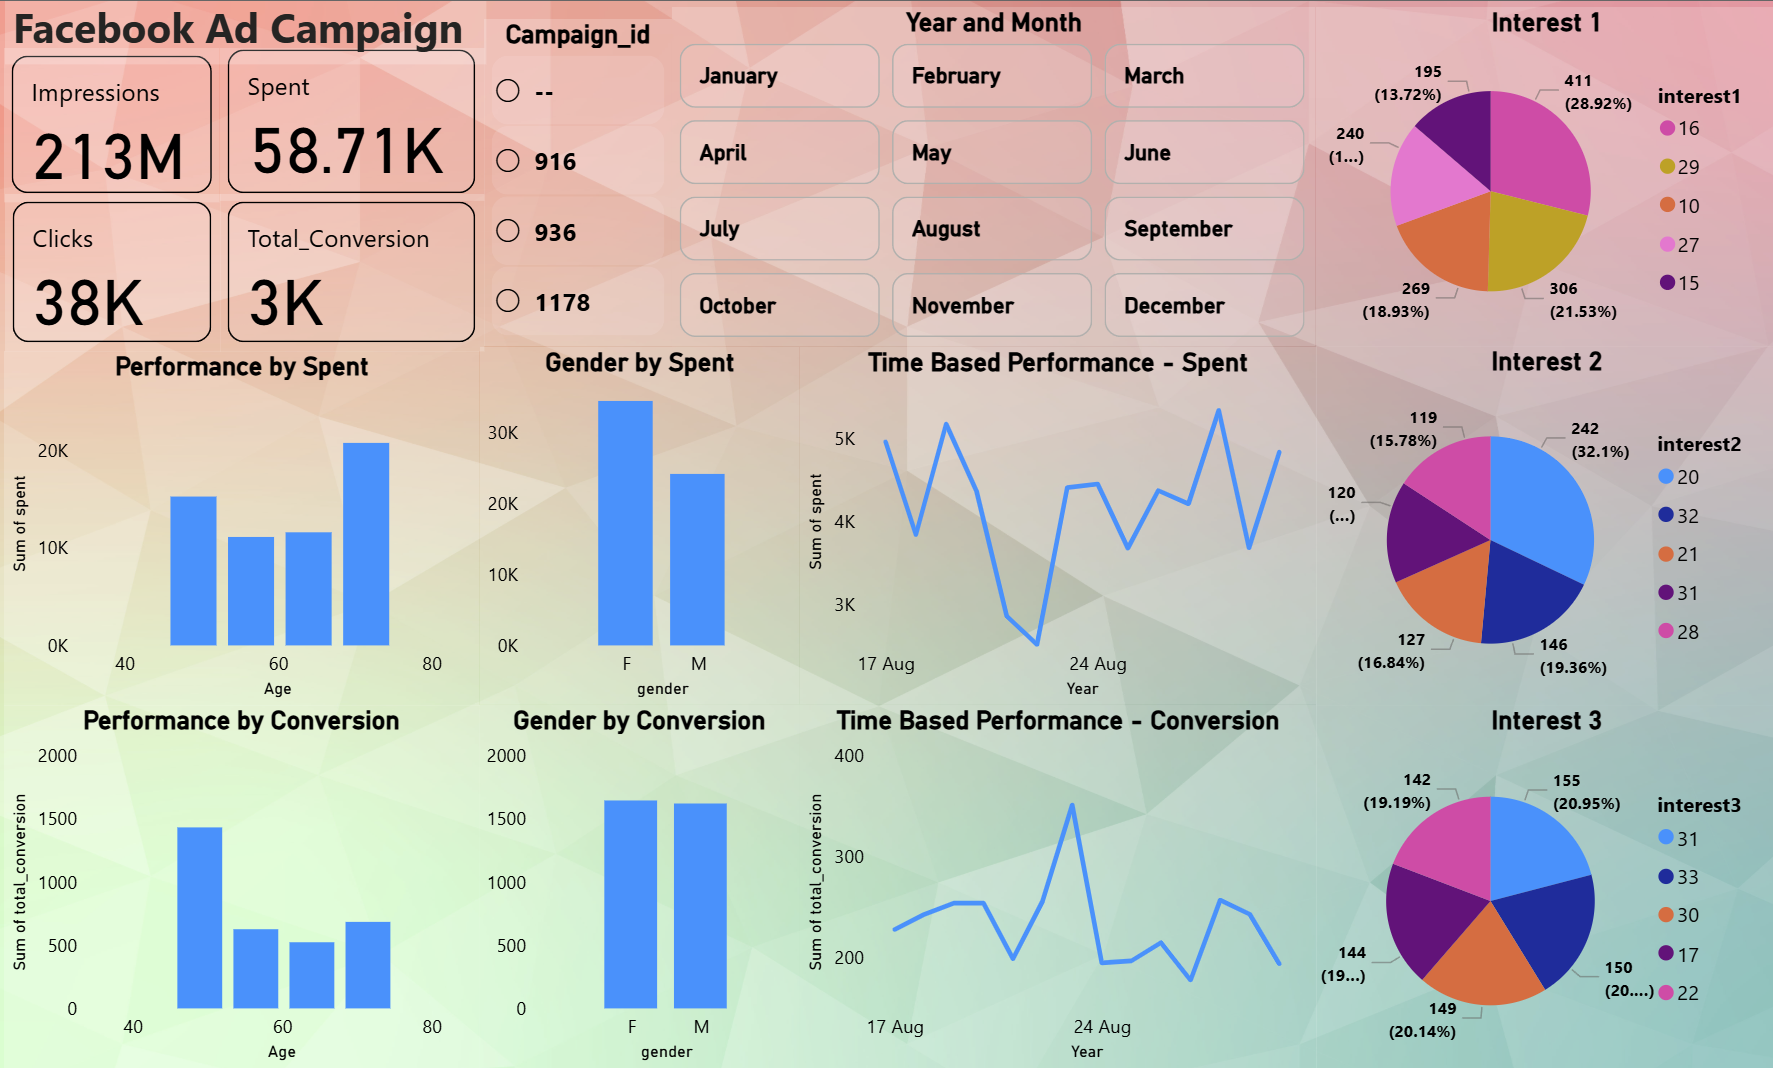 Facebook Ad Campaign
Impressions
213M
Spent
58.71K
Clicks
38K
Total_Conversion
3K
Campaign_id
--
916
936
1178
Year and Month
January
February
March
April
May
June
July
August
September
October
November
December
Interest 1
195
(13.72%)
411
(28.92%)
240
(1...)
269
(18.93%)
306
(21.53%)
interest1
16
29
10
27
15
Performance by Spent
Sum of spent
20K
10K
0K
40 60 80
Age
Gender by Spent
30K
20K
10K
0K
F M
gender
Time Based Performance - Spent
Sum of spent
5K
4K
3K
17 Aug 24 Aug
Year
Interest 2
119
(15.78%)
242
(32.1%)
120
(...)
127
(16.84%)
146
(19.36%)
interest2
20
32
21
31
28
Performance by Conversion
Sum of total_conversion
2000
1500
1000
500
0
40 60 80
Age
Gender by Conversion
2000
1500
1000
500
0
F M
gender
Time Based Performance - Conversion
Sum of total_conversion
400
300
200
17 Aug 24 Aug
Year
Interest 3
142
(19.19%)
155
(20.95%)
144
(19...)
149
(20.14%)
150
(20....)
interest3
31
33
30
17
22